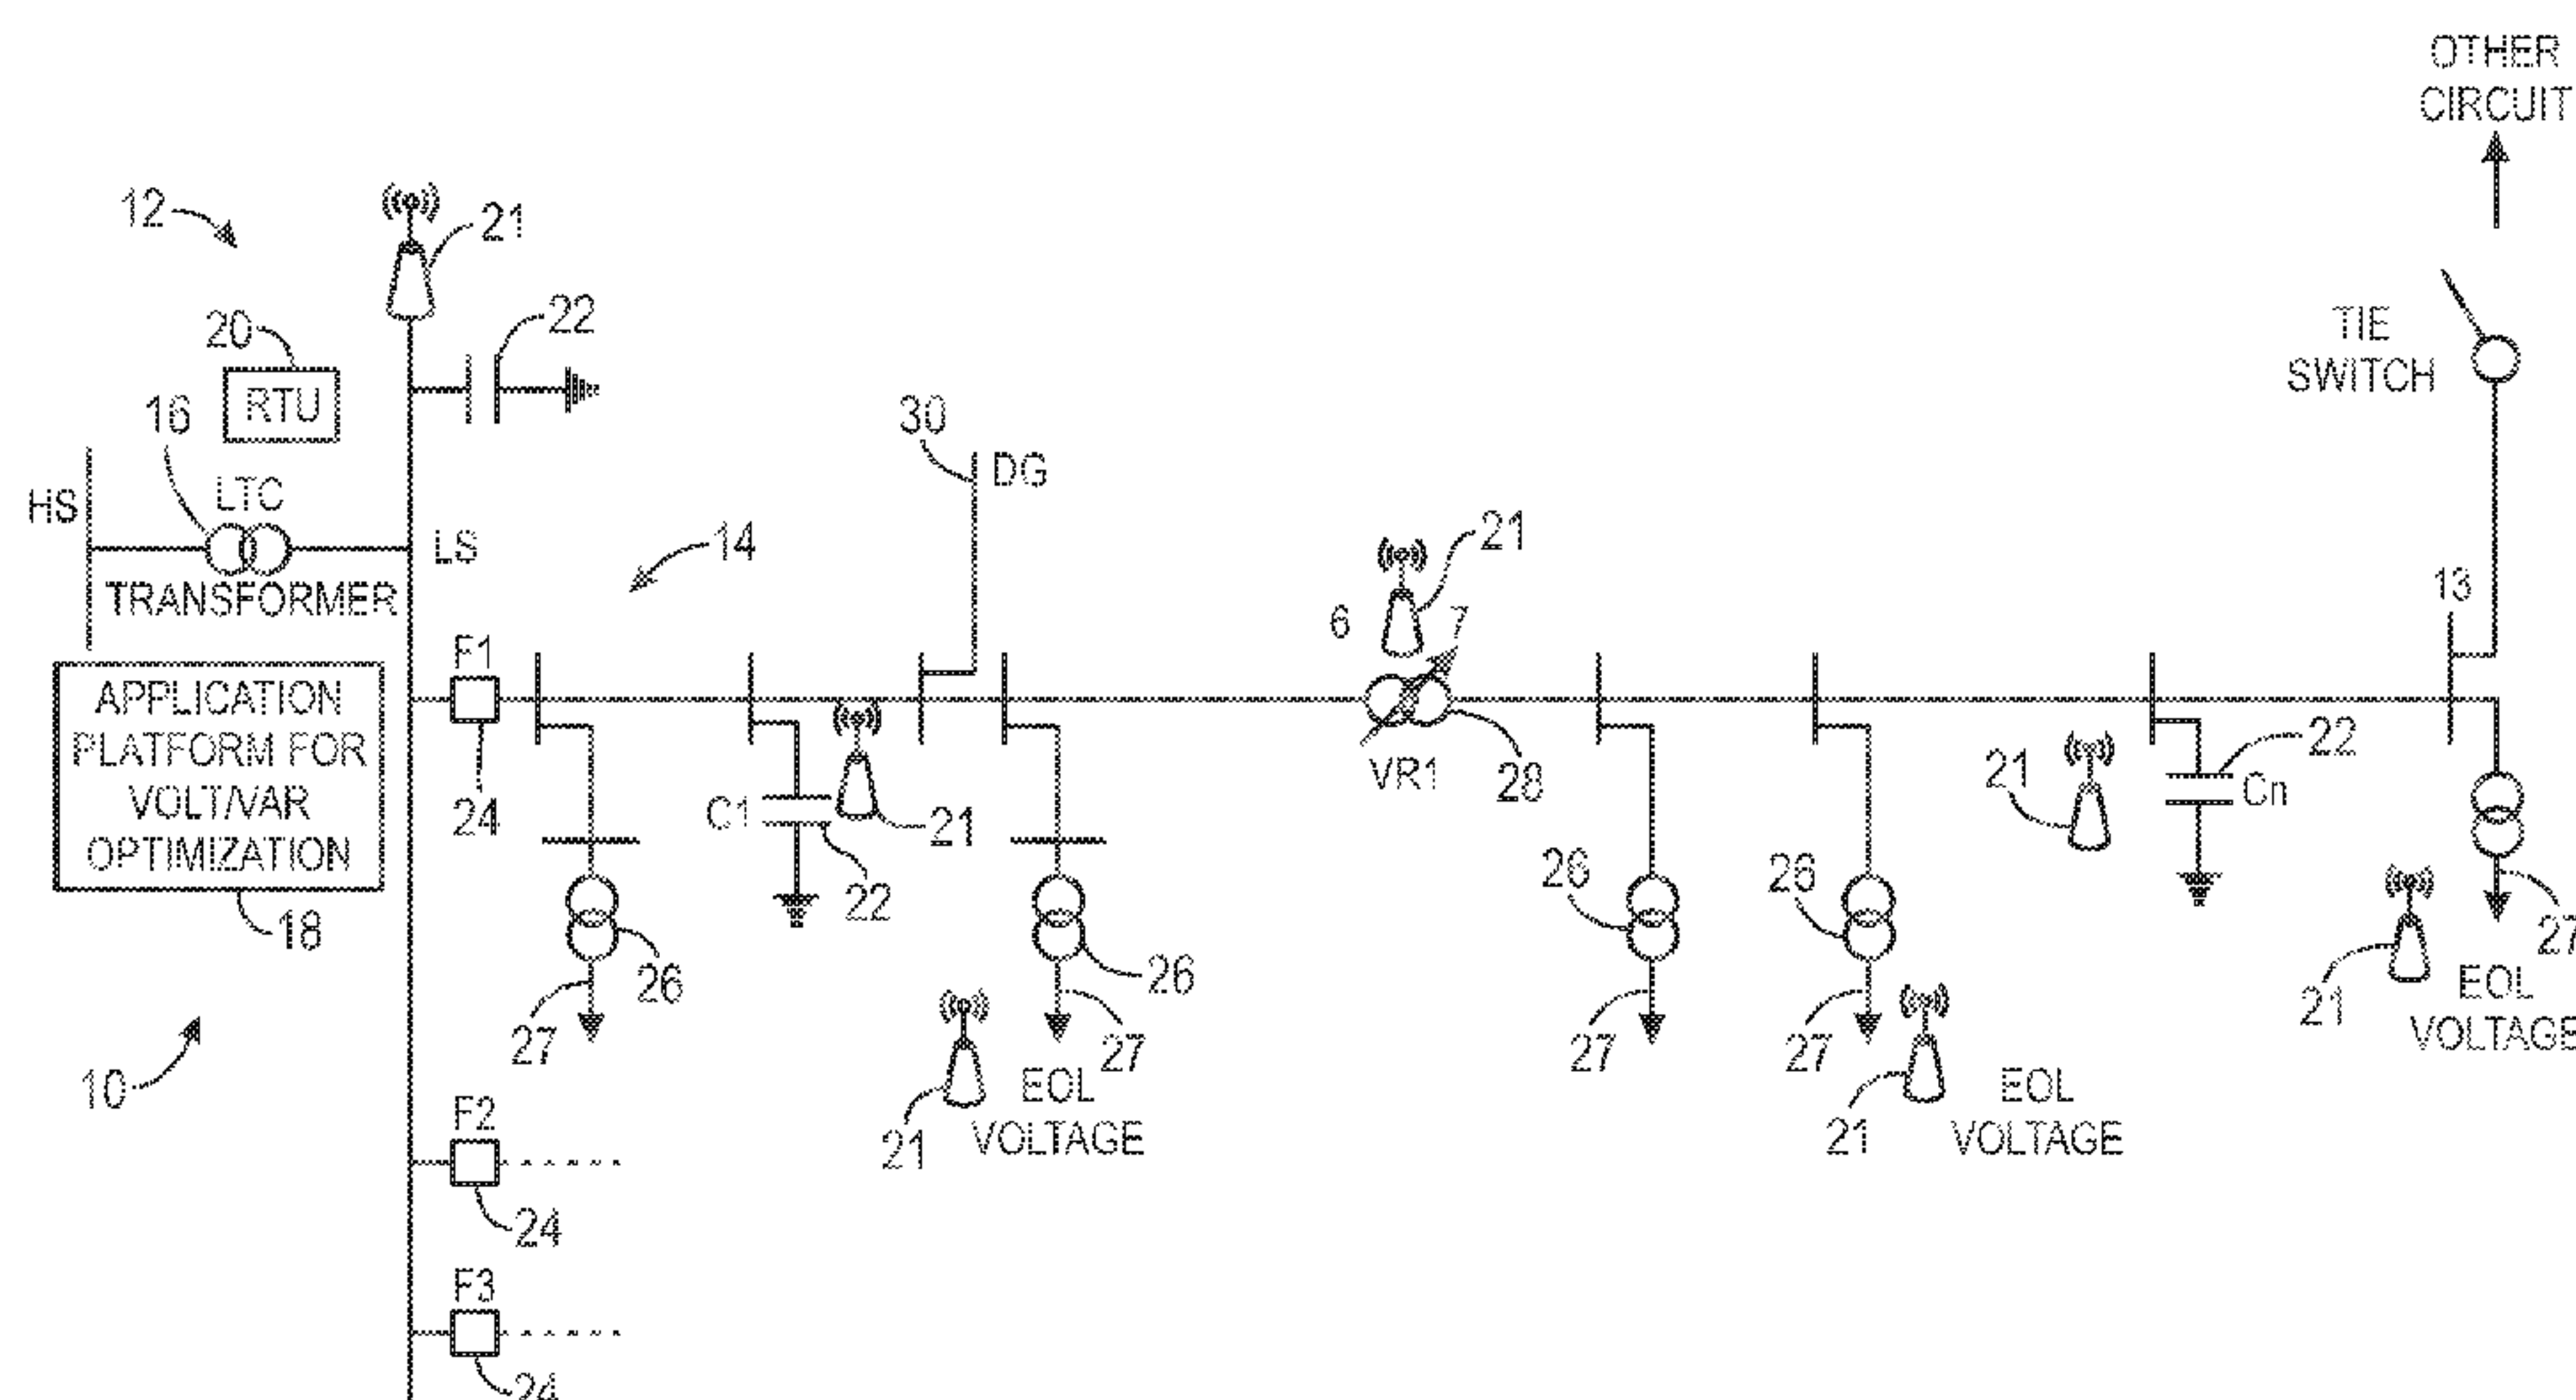 OTHER
CIRCUIT
12
21
20
22
RTU
TIE
SWITCH
16
30
LTC
DG
HS
LS
14
21
TRANSFORMER
13
6
7
F1
APPLICATION
PLATFORM FOR
VOLT/VAR
OPTIMIZATION
24
C1
21
22
VR1
28
21
22
Cn
18
26
27
26
27
26
27
26
27
27
21
EOL
VOLTAGE
10
21
EOL
VOLTAGE
21
EOL
VOLTAGE
F2
24
F3
24